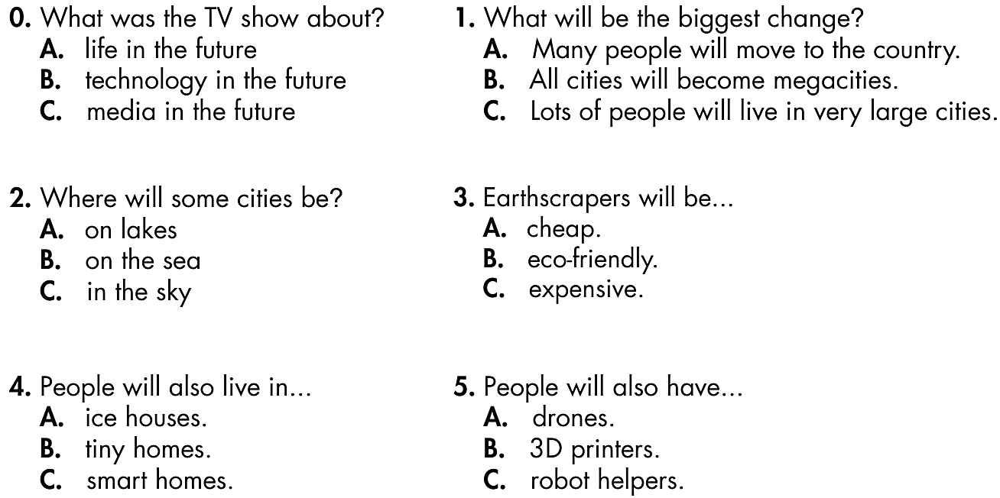 0. What was the TV show about?
A. life in the future
B. technology in the future
C. media in the future
1. What will be the biggest change?
A. Many people will move to the country.
B. All cities will become megacities.
C. Lots of people will live in very large cities.
2. Where will some cities be?
A. on lakes
B. on the sea
C. in the sky
3. Earthscrapers will be...
A. cheap.
B. eco-friendly.
C. expensive.
4. People will also live in...
A. ice houses.
B. tiny homes.
C. smart homes.
5. People will also have...
A. drones.
B. 3D printers.
C. robot helpers.